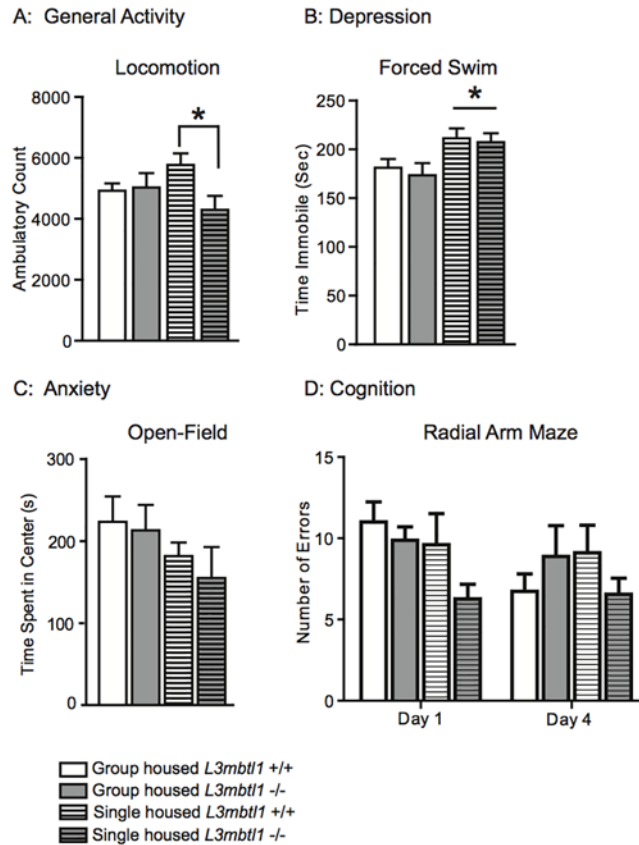 A: General Activity
Locomotion
8000
6000
4000
2000
0
Ambulatory Count
*
B: Depression
Forced Swim
250
200
150
100
50
0
Time Immobile (Sec)
*
C: Anxiety
Open-Field
300
200
100
0
Time Spent in Center (s)
D: Cognition
Radial Arm Maze
15
10
5
0
Number of Errors
Day 1
Day 4
Group housed L3mbtl1 +/+
Group housed L3mbtl1 -/-
Single housed L3mbtl1 +/+
Single housed L3mbtl1 -/-